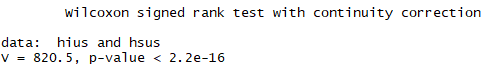 Wilcoxon signed rank test with continuity correction
data:  hius and hsus
V = 820.5, p-value < 2.2e-16